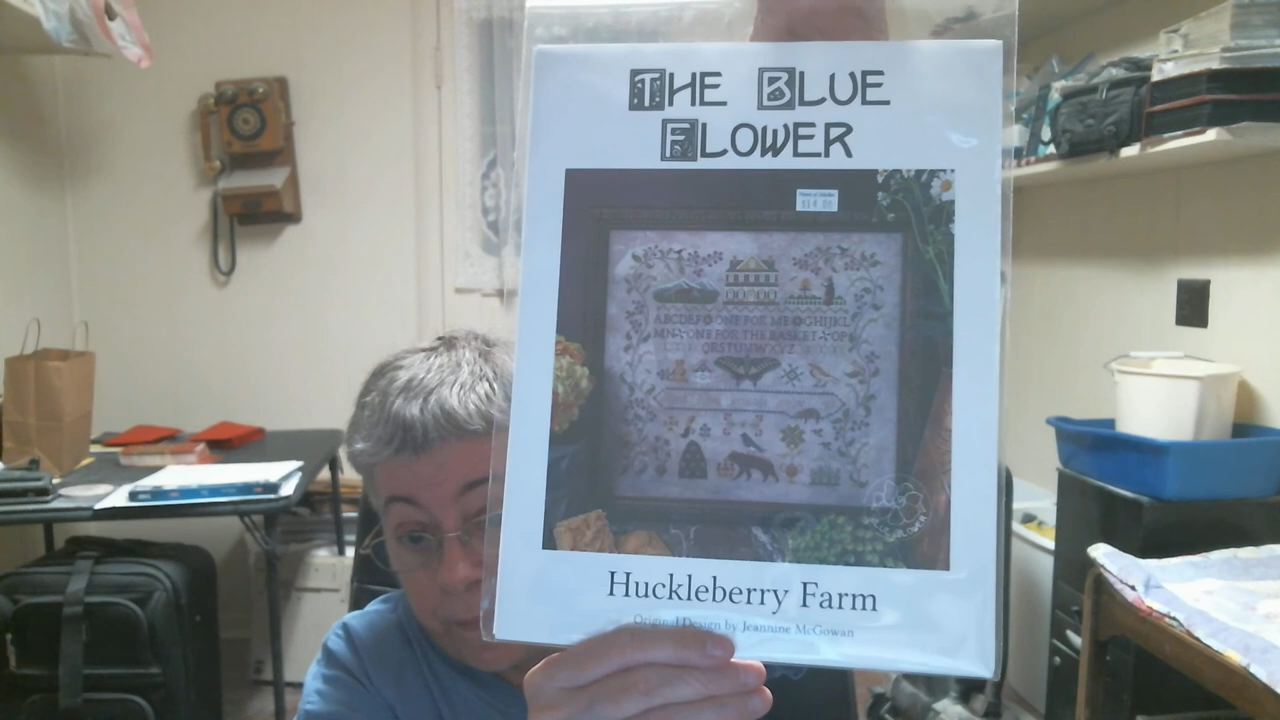 THE BLUE
FLOWER
ABCDEF ONE FOR ME GHIJKL
MN ONE FOR THE BASKET OP
QRSTUVWXYZ
Huckleberry Farm
Original Design by Jeannine McGowan